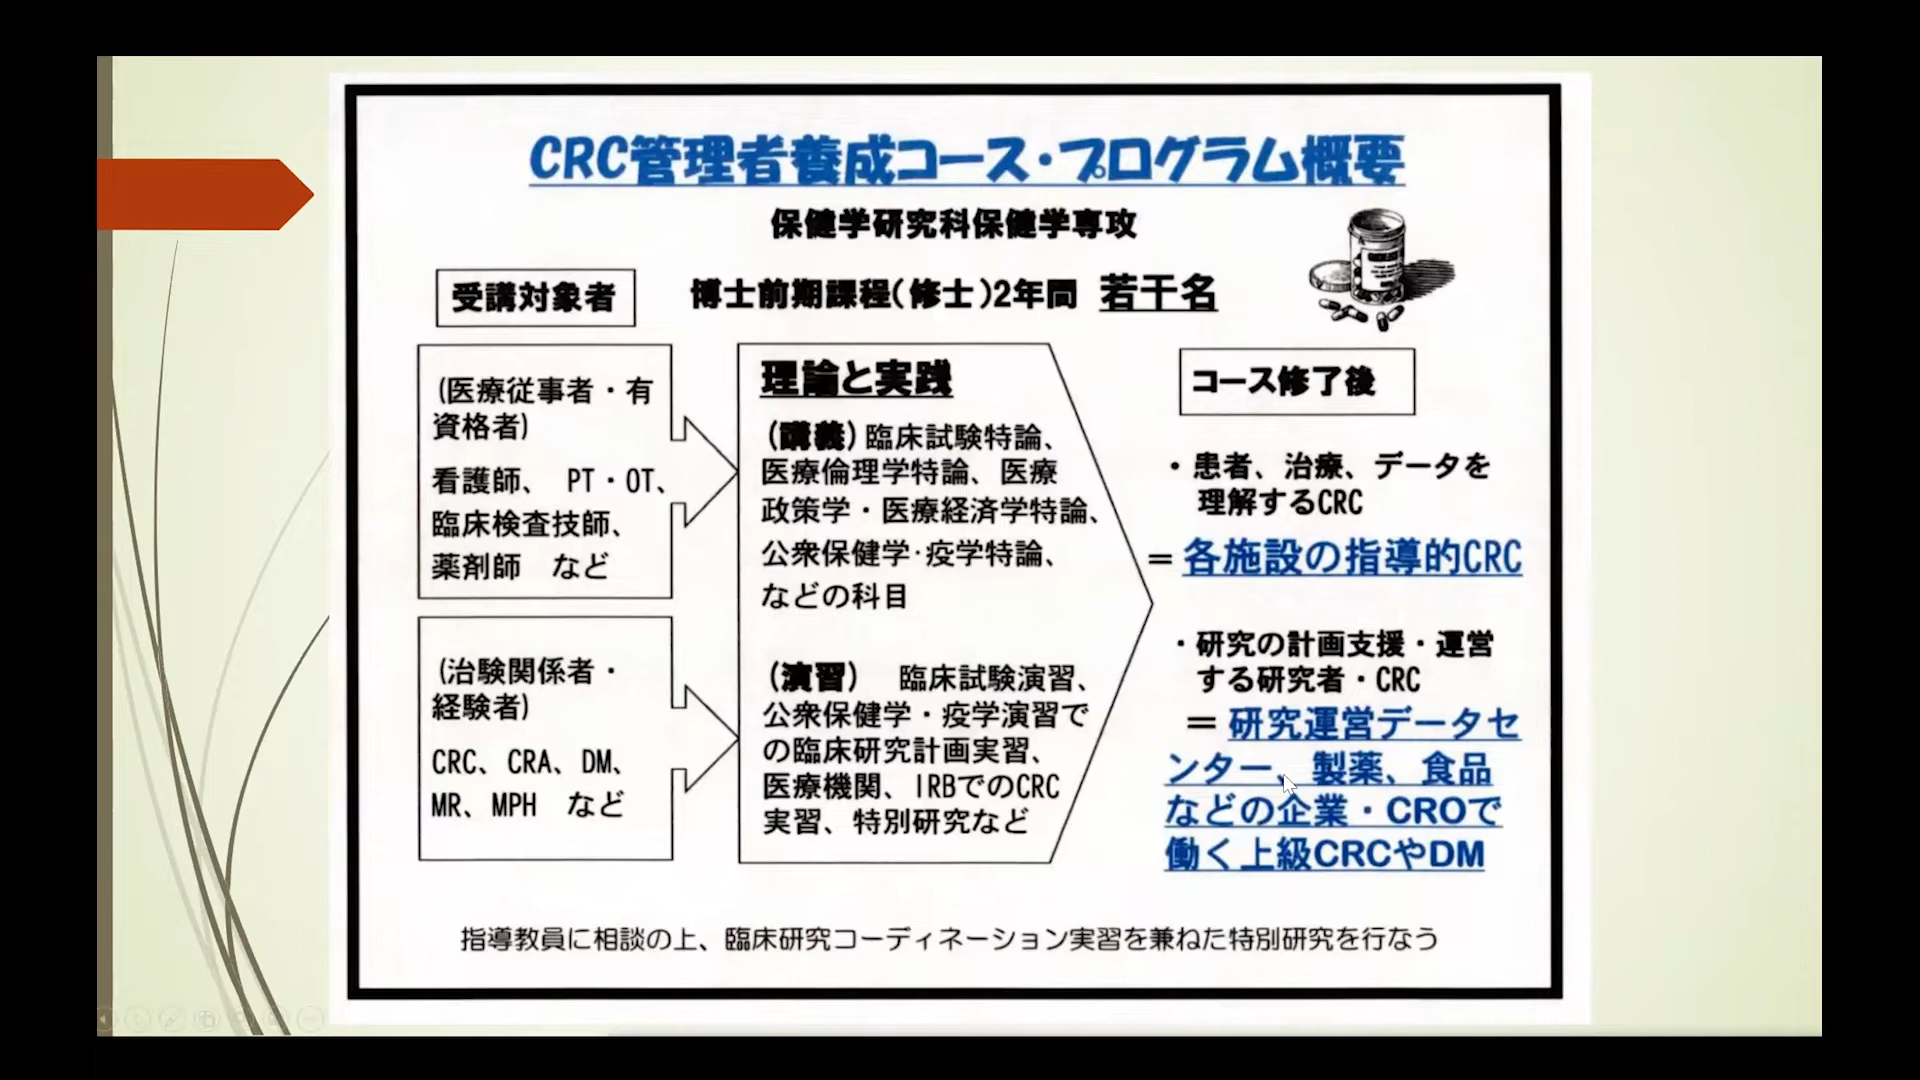 CRC管理者養成コース・プログラム概要
保健学研究科保健学専攻
博士前期課程(修士)2年間 若干名
受講対象者
(医療従事者・有
資格者)
看護師、 PT・OT、
臨床検査技師、
薬剤師 など
(治験関係者・
経験者)
CRC、CRA、DM、
MR、MPH など
理論と実践
(講義)臨床試験特論、
医療倫理学特論、医療
政策学・医療経済学特論、
公衆保健学･疫学特論、
などの科目
(演習) 臨床試験演習、
公衆保健学・疫学演習で
の臨床研究計画実習、
医療機関、IRBでのCRC
実習、特別研究など
コース修了後
・患者、治療、データを
理解するCRC
＝各施設の指導的CRC
・研究の計画支援・運営
する研究者・CRC
＝研究運営データセ
ンター、製薬、食品
などの企業・CROで
働く上級CRCやDM
指導教員に相談の上、臨床研究コーディネーション実習を兼ねた特別研究を行なう